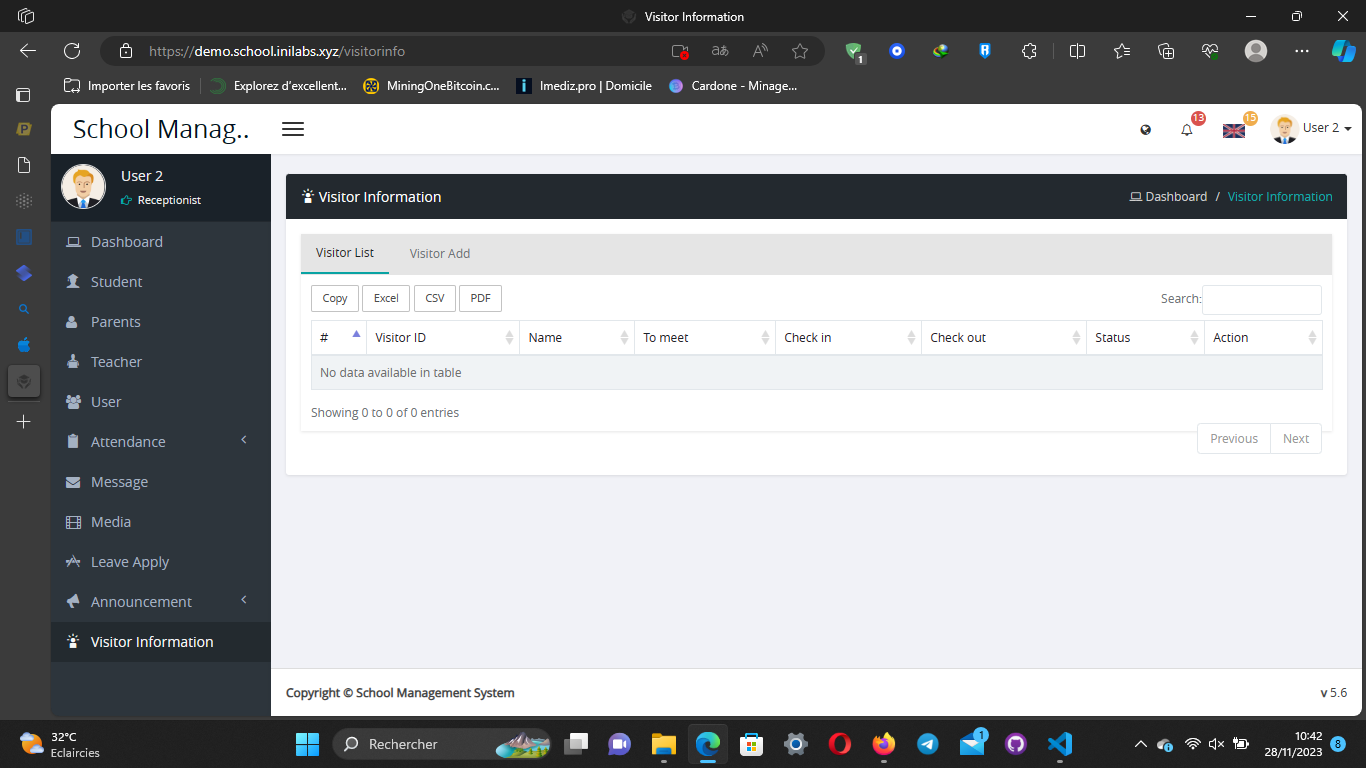 Visitor Information
https://demo.school.inilabs.xyz/visitorinfo
1
Importer les favoris
Explorez d'excellent...
MiningOneBitcoin.c...
Imediz.pro | Domicile
Cardone - Minage...
School Manag..
13
15
User 2
User 2
Receptionist
Dashboard
Student
Parents
Teacher
User
Attendance
Message
Media
Leave Apply
Announcement
Visitor Information
Visitor Information
Dashboard / Visitor Information
Visitor List
Visitor Add
Copy
Excel
CSV
PDF
Search:
# Visitor ID Name To meet Check in Check out Status Action
No data available in table
Showing 0 to 0 of 0 entries
Previous
Next
Copyright © School Management System
v 5.6
32°C
Eclaircies
Rechercher
1
10:42
28/11/2023
8